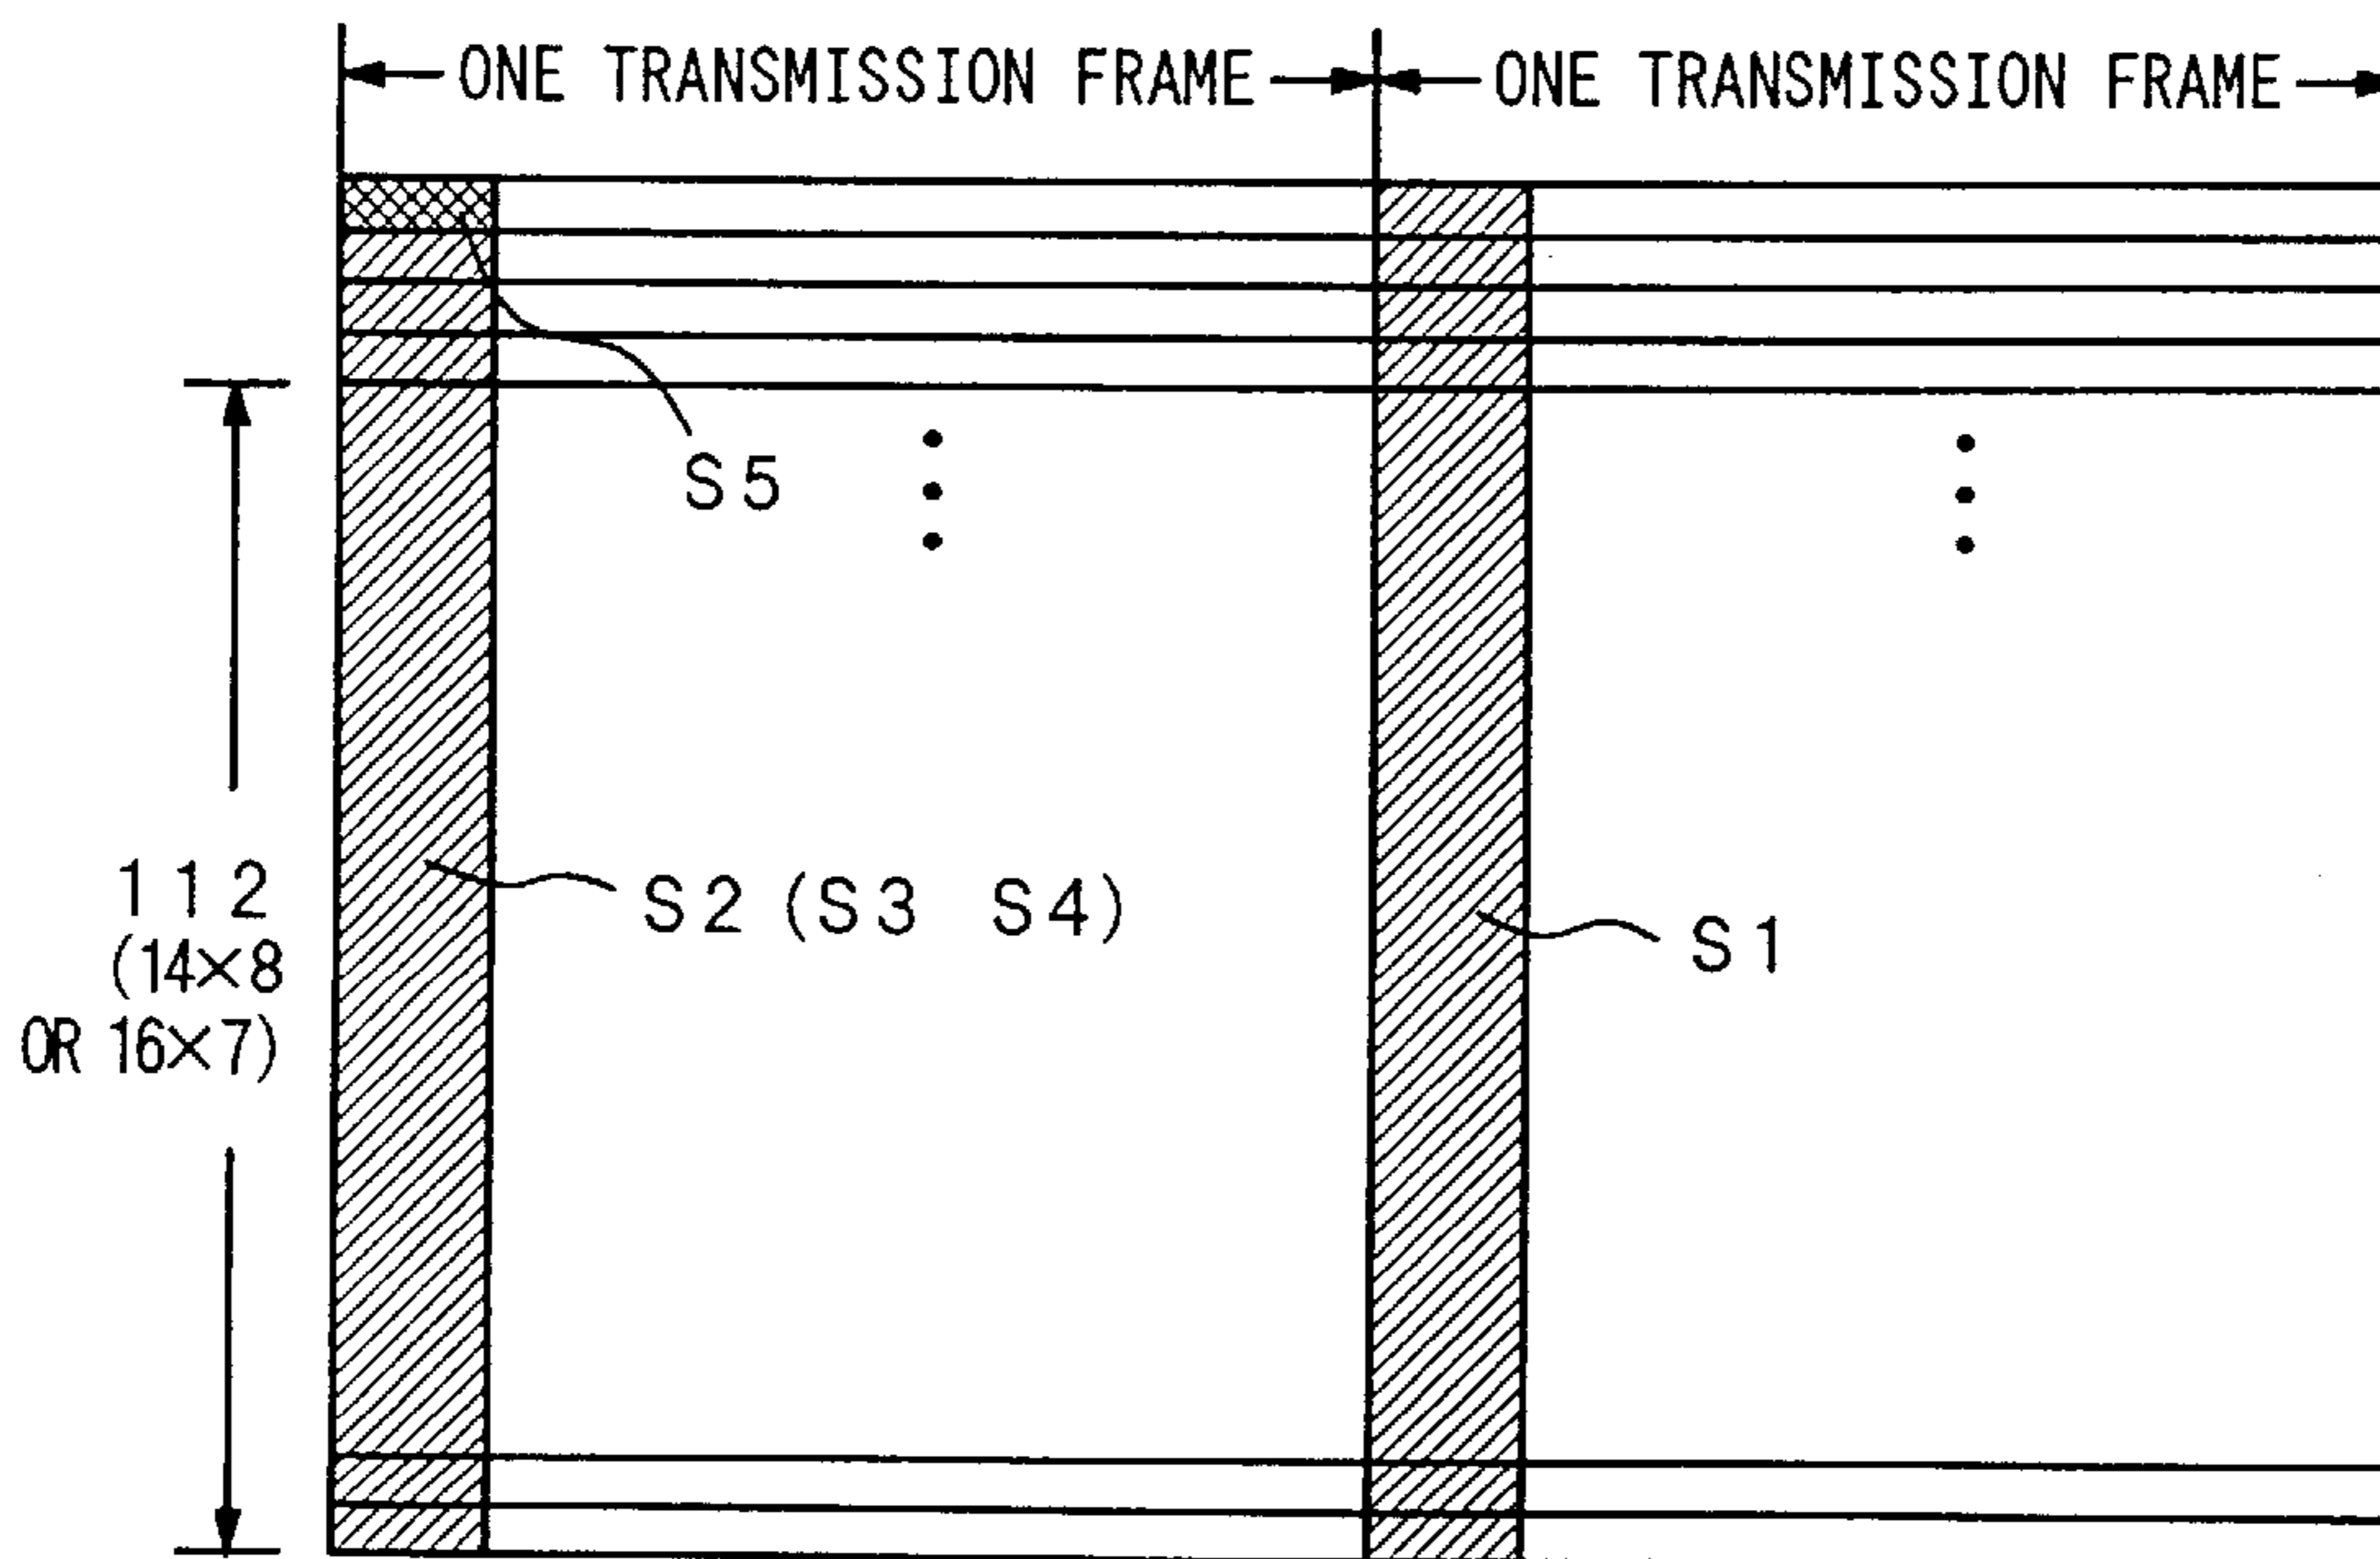 ONE TRANSMISSION FRAME
ONE TRANSMISSION FRAME
S5
112
(14×8
OR 16×7)
S2 (S3 S4)
S1